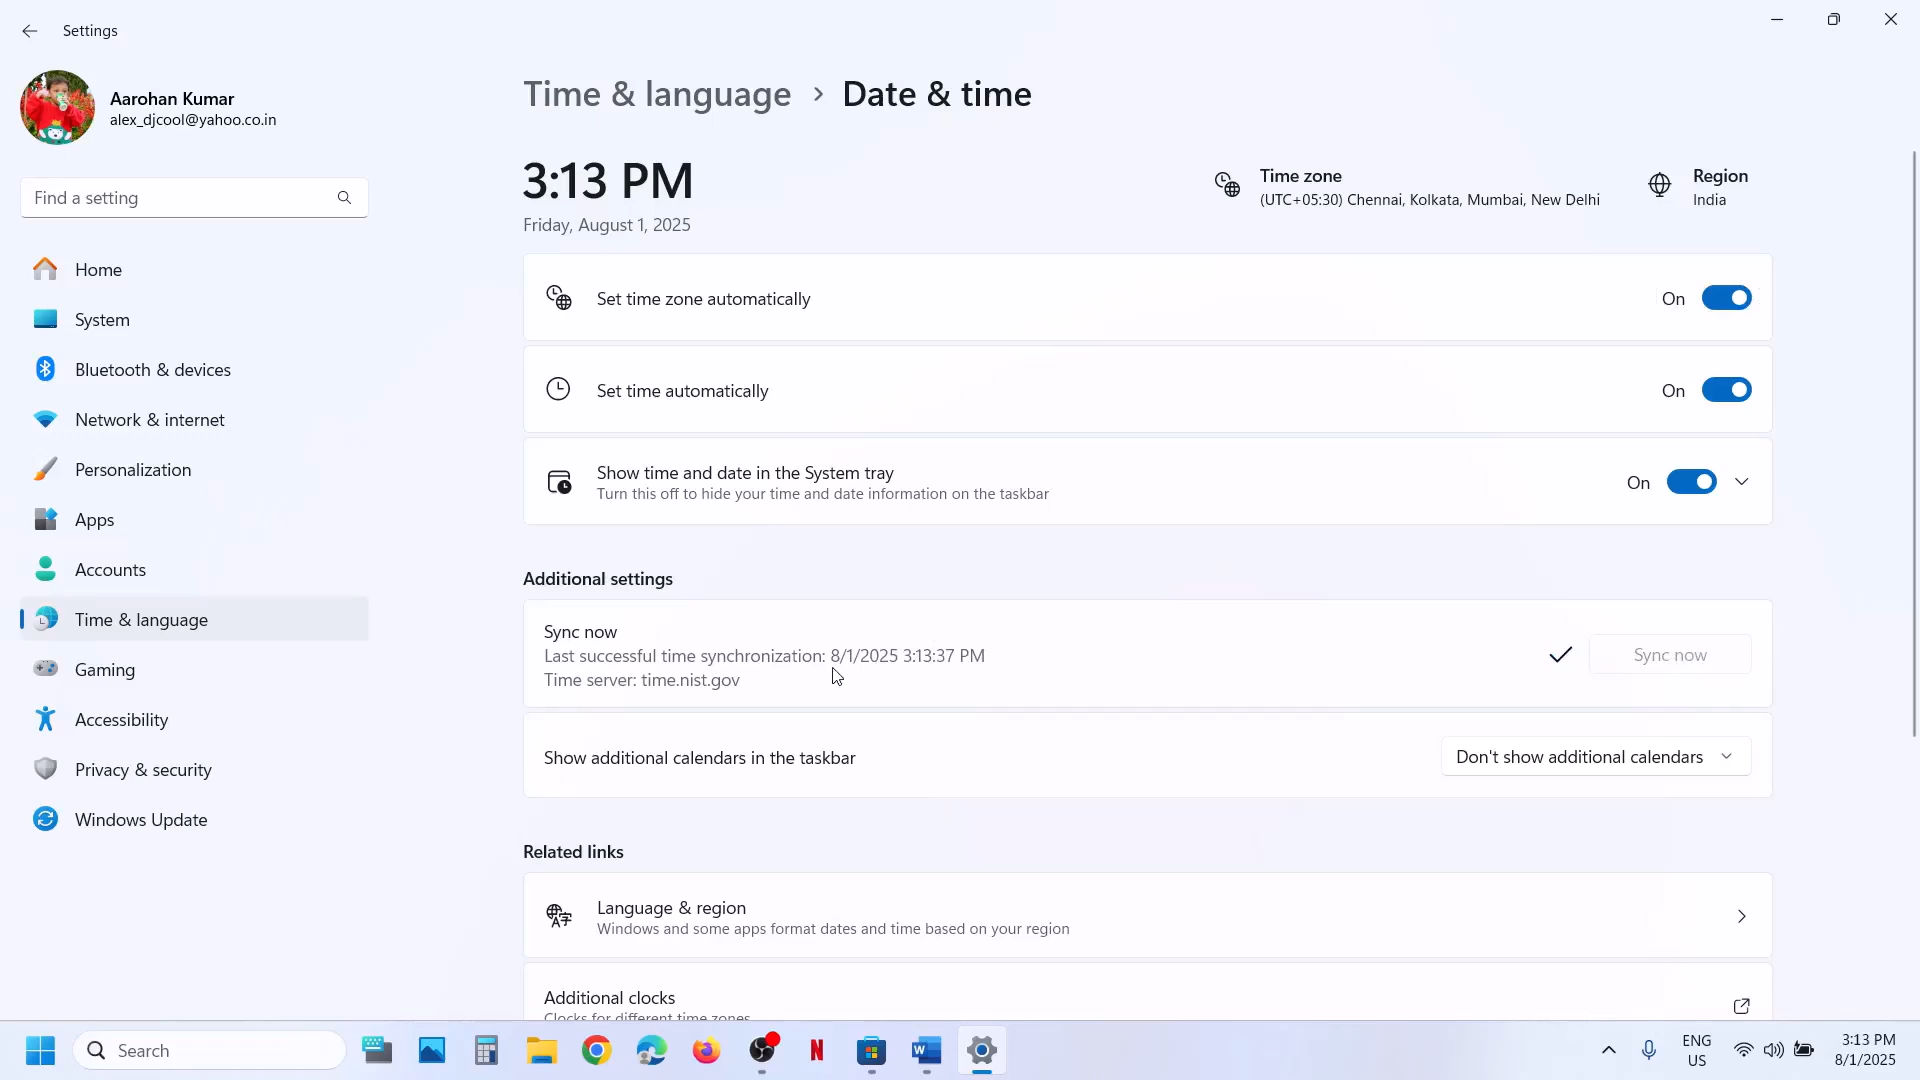 Settings
Aarohan Kumar
alex_djcool@yahoo.co.in
Find a setting
Home
System
Bluetooth & devices
Network & internet
Personalization
Apps
Accounts
Time & language
Gaming
Accessibility
Privacy & security
Windows Update
Time & language > Date & time
3:13 PM
Friday, August 1, 2025
Time zone
(UTC+05:30) Chennai, Kolkata, Mumbai, New Delhi
Region
India
Set time zone automatically
On
Set time automatically
On
Show time and date in the System tray
Turn this off to hide your time and date information on the taskbar
On
Additional settings
Sync now
Last successful time synchronization: 8/1/2025 3:13:37 PM
Time server: time.nist.gov
Sync now
Show additional calendars in the taskbar
Don't show additional calendars
Related links
Language & region
Windows and some apps format dates and time based on your region
Additional clocks
Clocks for different time zones
Search
ENG
US
3:13 PM
8/1/2025